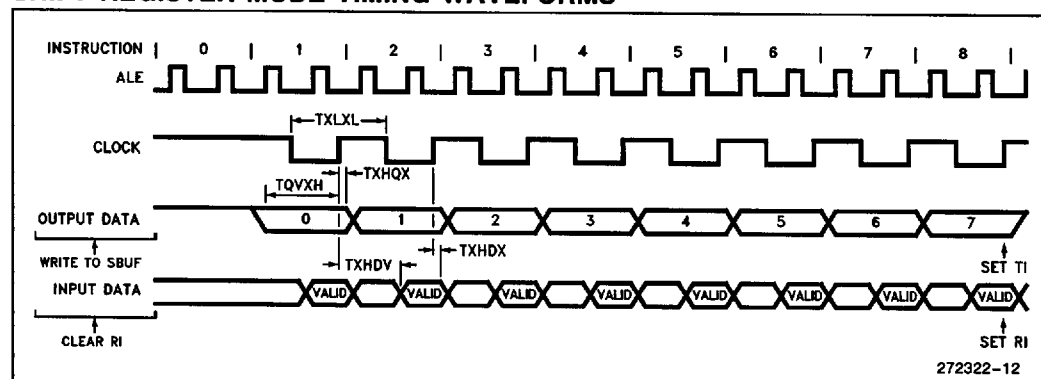 SHIFT REGISTER MODE TIMING WAVEFORMS
INSTRUCTION 0 1 2 3 4 5 6 7 8
ALE
TXLXL
CLOCK
TXHQX
TQVXH
OUTPUT DATA 0 1 2 3 4 5 6 7
WRITE TO SBUF
TXHDV
TXHDX
SET TI
INPUT DATA VALID VALID VALID VALID VALID VALID VALID VALID
CLEAR RI
SET RI
272322-12